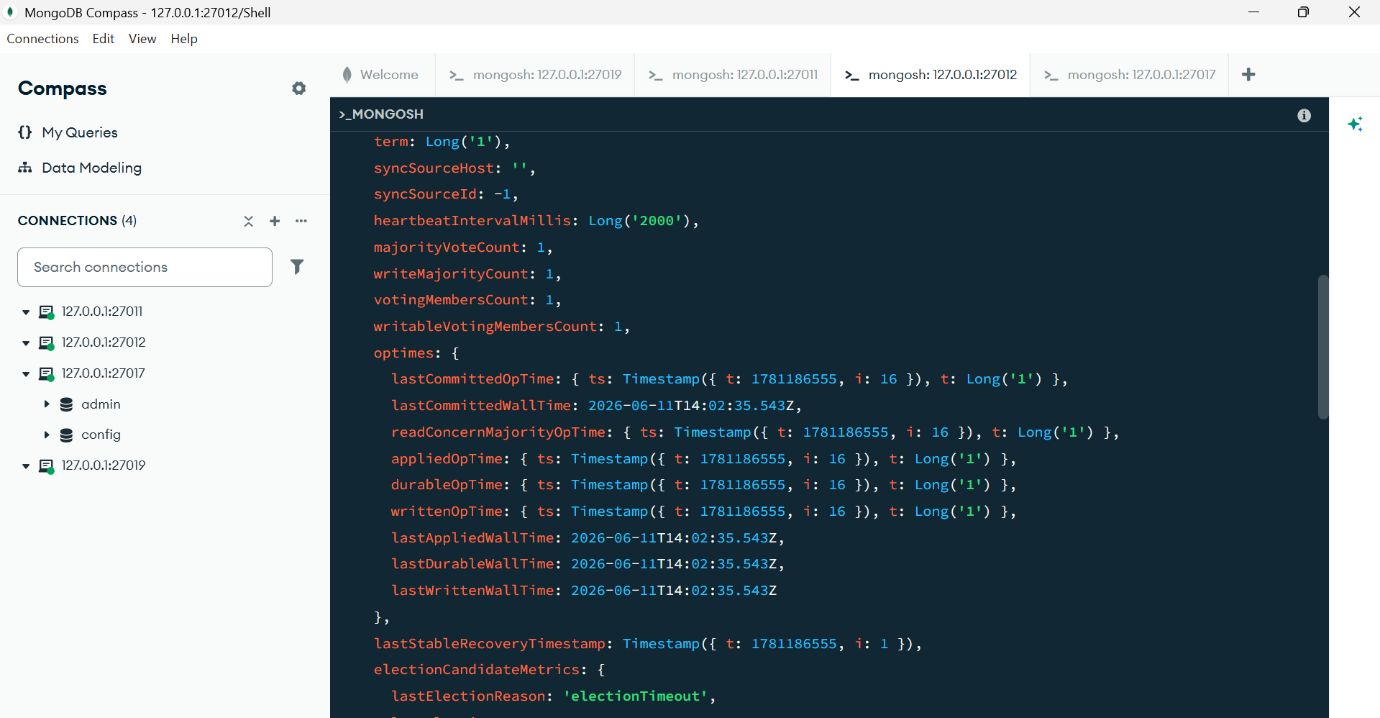 MongoDB Compass - 127.0.0.1:27012/Shell
Connections Edit View Help
Compass
My Queries
Data Modeling
CONNECTIONS (4)
Search connections
127.0.0.1:27011
127.0.0.1:27012
127.0.0.1:27017
admin
config
127.0.0.1:27019
Welcome >_ mongosh: 127.0.0.1:27019 >_ mongosh: 127.0.0.1:27011 >_ mongosh: 127.0.0.1:27012 >_ mongosh: 127.0.0.1:27017 +
>_MONGOSH
term: Long('1'),
syncSourceHost: '',
syncSourceId: -1,
heartbeatIntervalMillis: Long('2000'),
majorityVoteCount: 1,
writeMajorityCount: 1,
votingMembersCount: 1,
writableVotingMembersCount: 1,
optimes: {
lastCommittedOpTime: { ts: Timestamp({ t: 1781186555, i: 16 }), t: Long('1') },
lastCommittedWallTime: 2026-06-11T14:02:35.543Z,
readConcernMajorityOpTime: { ts: Timestamp({ t: 1781186555, i: 16 }), t: Long('1') },
appliedOpTime: { ts: Timestamp({ t: 1781186555, i: 16 }), t: Long('1') },
durableOpTime: { ts: Timestamp({ t: 1781186555, i: 16 }), t: Long('1') },
writtenOpTime: { ts: Timestamp({ t: 1781186555, i: 16 }), t: Long('1') },
lastAppliedWallTime: 2026-06-11T14:02:35.543Z,
lastDurableWallTime: 2026-06-11T14:02:35.543Z,
lastWrittenWallTime: 2026-06-11T14:02:35.543Z
},
lastStableRecoveryTimestamp: Timestamp({ t: 1781186555, i: 1 }),
electionCandidateMetrics: {
lastElectionReason: 'electionTimeout',